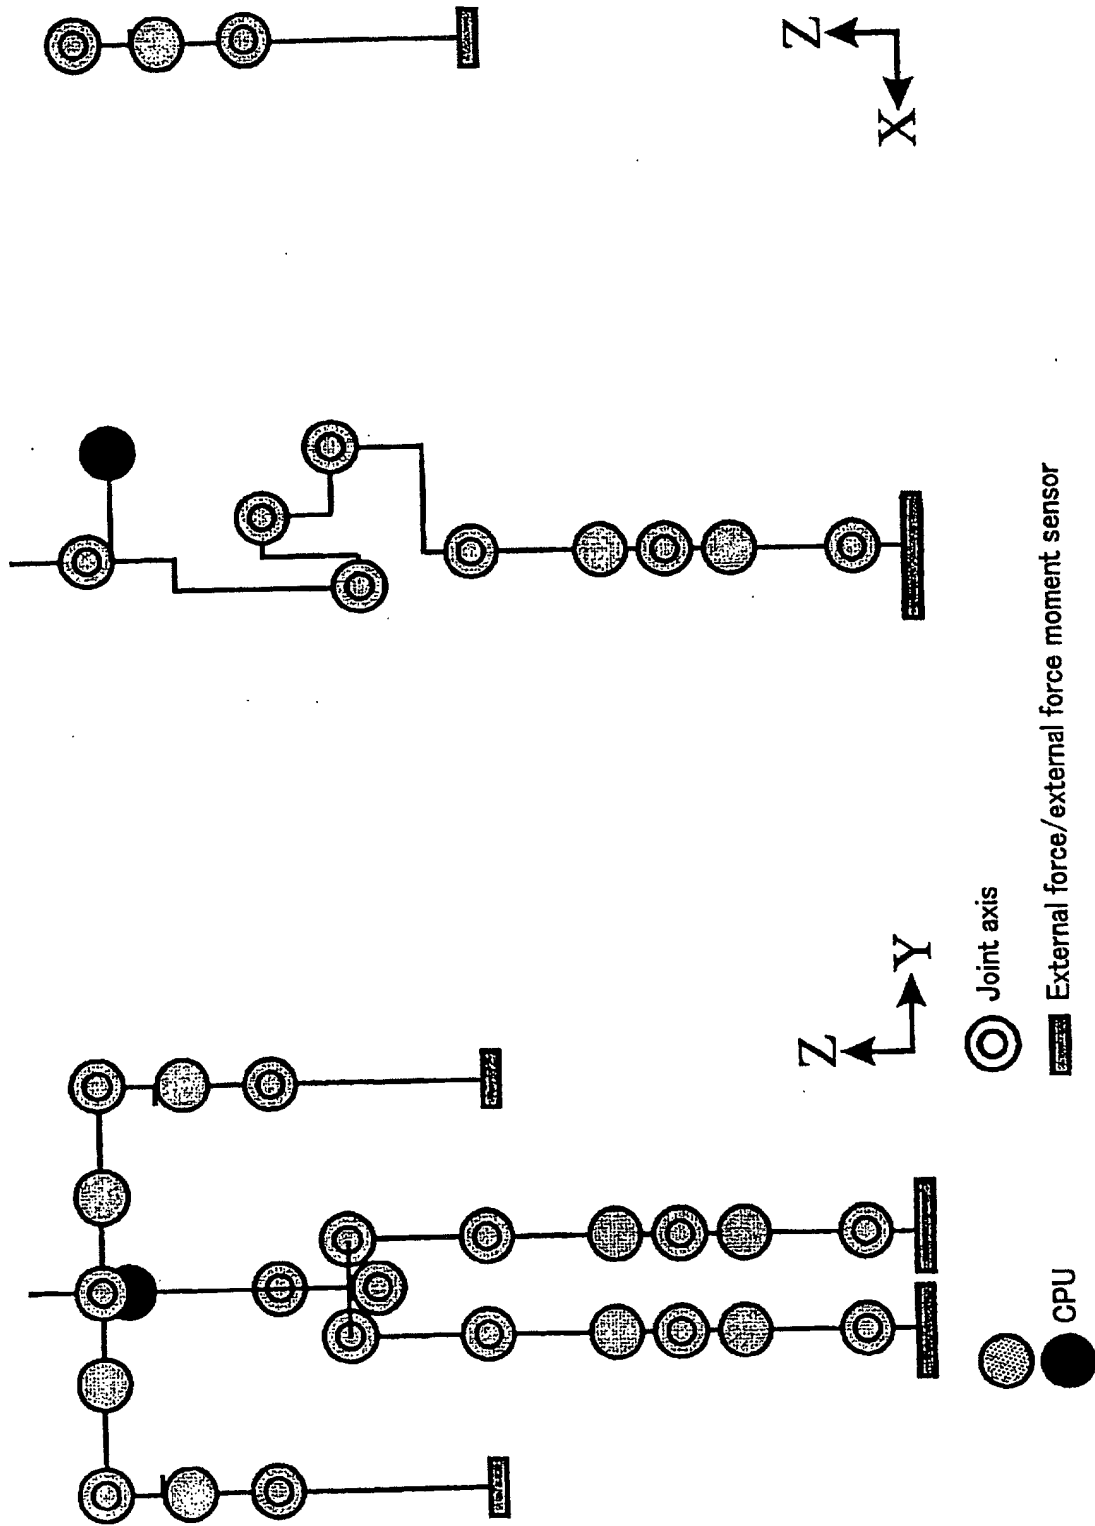 Z
X
Z
Y
Joint axis
External force/external force moment sensor
CPU